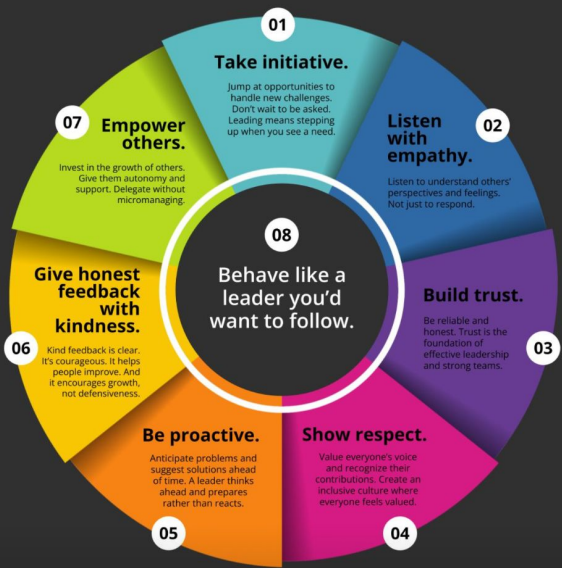 01
Take initiative.
Jump at opportunities to
handle new challenges.
Don't wait to be asked.
Leading means stepping
up when you see a need.
02
Listen
with
empathy.
Listen to understand others'
perspectives and feelings.
Not just to respond.
03
Build trust.
Be reliable and
honest. Trust is the
foundation of
effective leadership
and strong teams.
04
Show respect.
Value everyone's voice
and recognize their
contributions. Create an
inclusive culture where
everyone feels valued.
05
Be proactive.
Anticipate problems and
suggest solutions ahead
of time. A leader thinks
ahead and prepares
rather than reacts.
06
Give honest
feedback
with
kindness.
Kind feedback is clear.
It's courageous. It helps
people improve. And
it encourages growth,
not defensiveness.
07
Empower
others.
Invest in the growth of others.
Give them autonomy and
support. Delegate without
micromanaging.
08
Behave like a
leader you'd
want to follow.